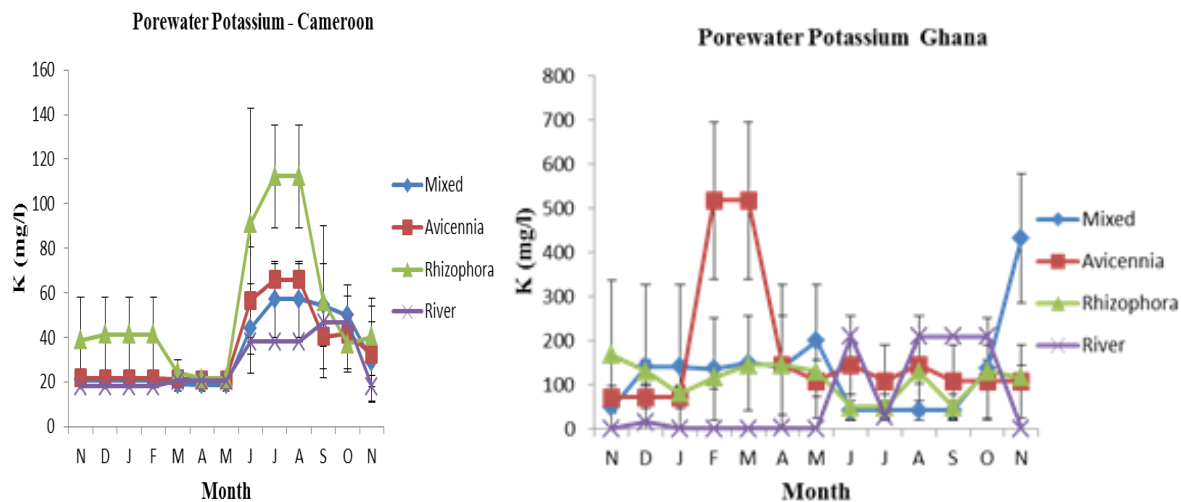 Porewater Potassium - Cameroon
K (mg/l)
160
140
120
100
80
60
40
20
0
N D J F M A M J J A S O N
Month
Mixed
Avicennia
Rhizophora
River
Porewater Potassium Ghana
K (mg/l)
800
700
600
500
400
300
200
100
0
N D J F M A M J J A S O N
Month
Mixed
Avicennia
Rhizophora
River